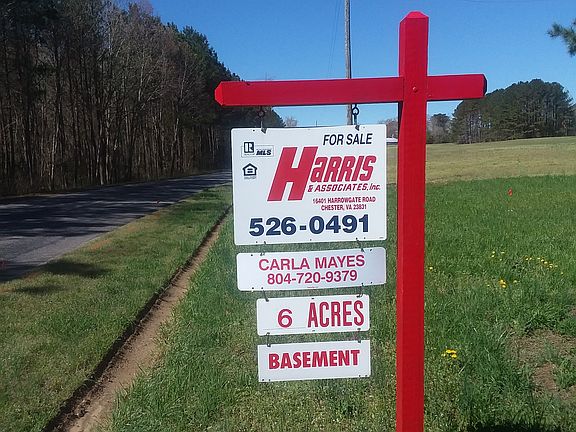 FOR SALE
R MLS
HARRIS
& ASSOCIATES, Inc.
16401 HARROWGATE ROAD
CHESTER, VA 23831
526-0491
CARLA MAYES
804-720-9379
6 ACRES
BASEMENT